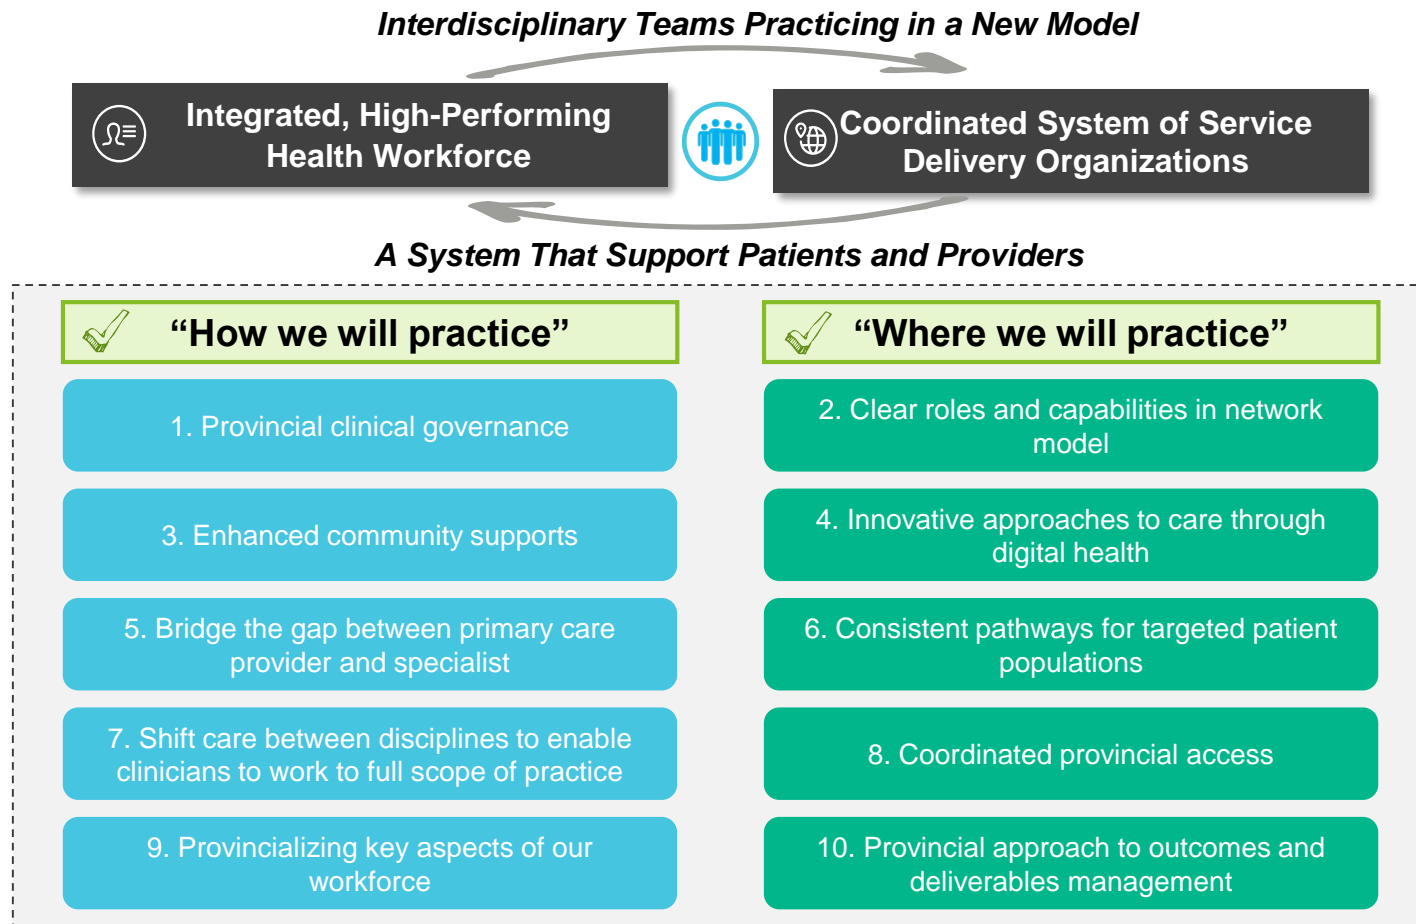 Interdisciplinary Teams Practicing in a New Model
Integrated, High-Performing
Health Workforce
Coordinated System of Service
Delivery Organizations
A System That Support Patients and Providers
“How we will practice”
“Where we will practice”
1. Provincial clinical governance
2. Clear roles and capabilities in network
model
3. Enhanced community supports
4. Innovative approaches to care through
digital health
5. Bridge the gap between primary care
provider and specialist
6. Consistent pathways for targeted patient
populations
7. Shift care between disciplines to enable
clinicians to work to full scope of practice
8. Coordinated provincial access
9. Provincializing key aspects of our
workforce
10. Provincial approach to outcomes and
deliverables management